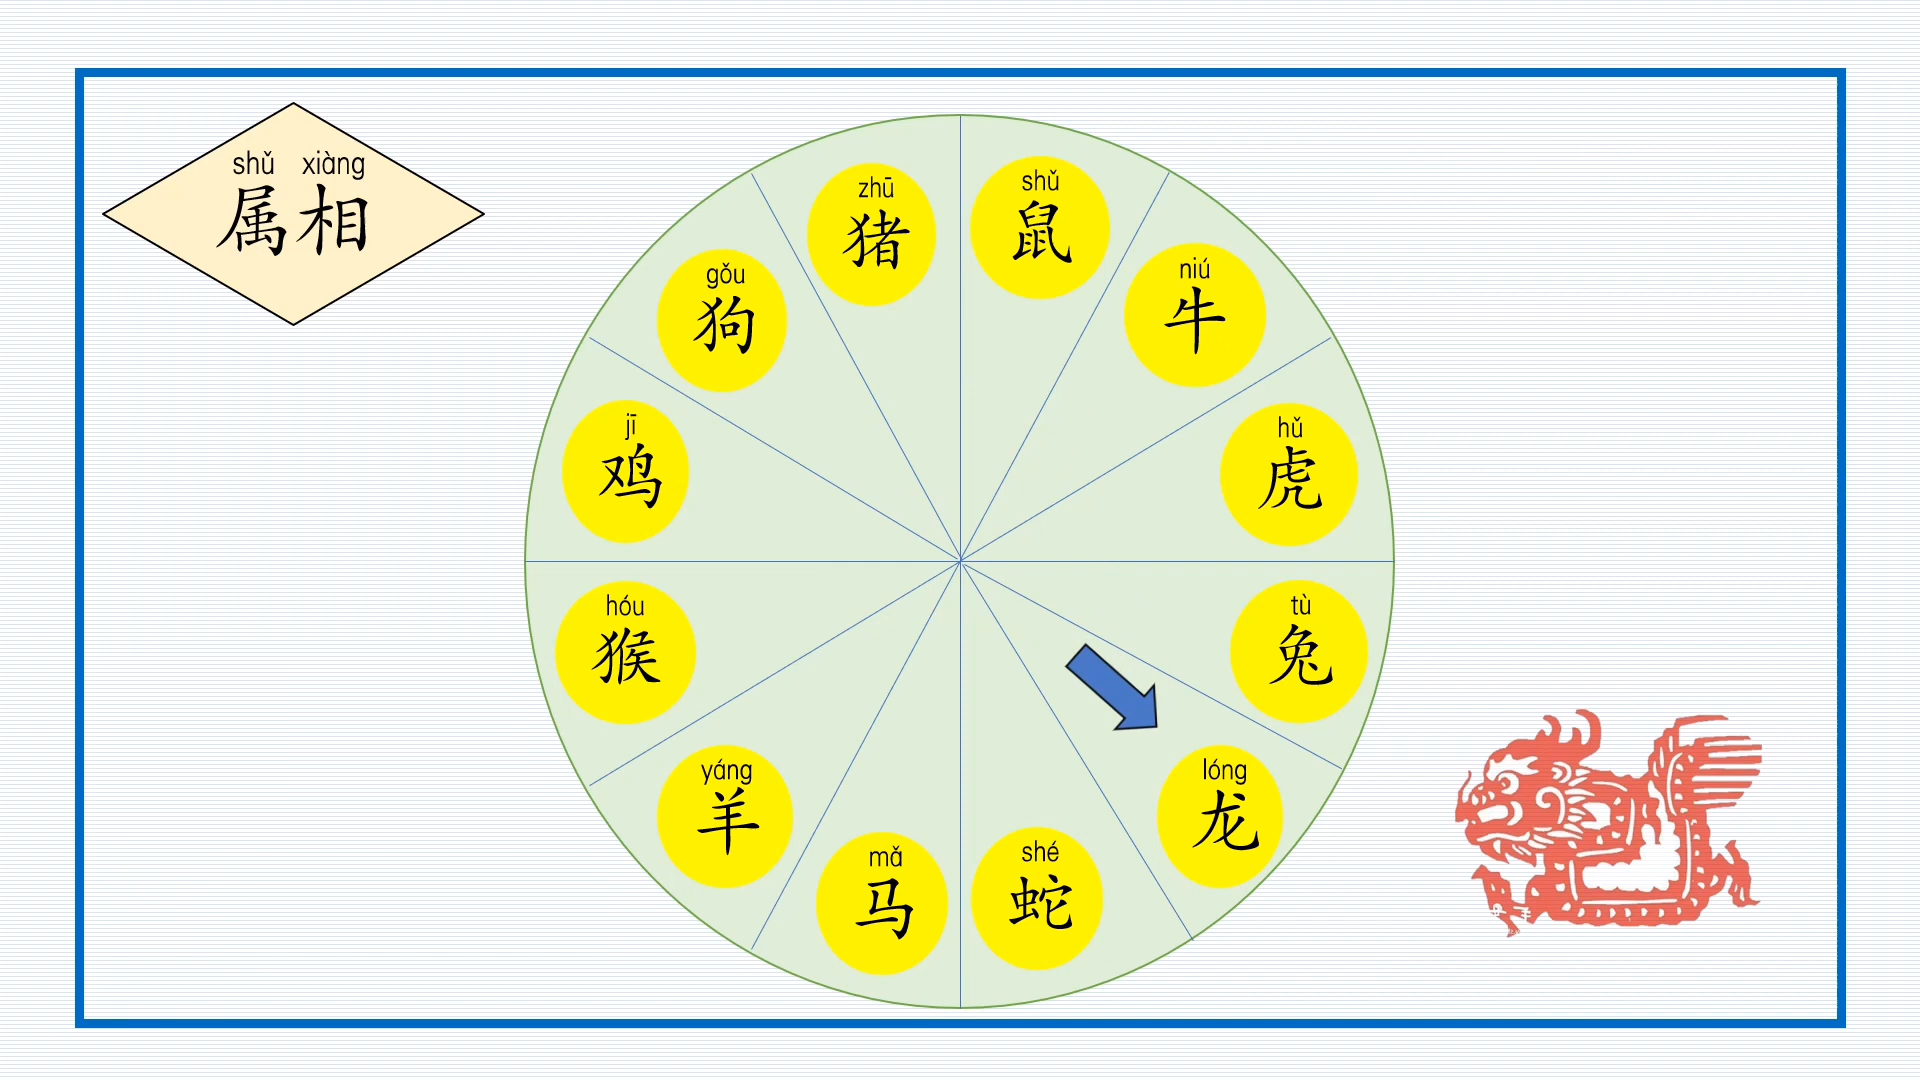 shǔ xiàng
属相
shǔ
鼠
niú
牛
hǔ
虎
tù
兔
lóng
龙
shé
蛇
mǎ
马
yáng
羊
hóu
猴
jī
鸡
gǒu
狗
zhū
猪